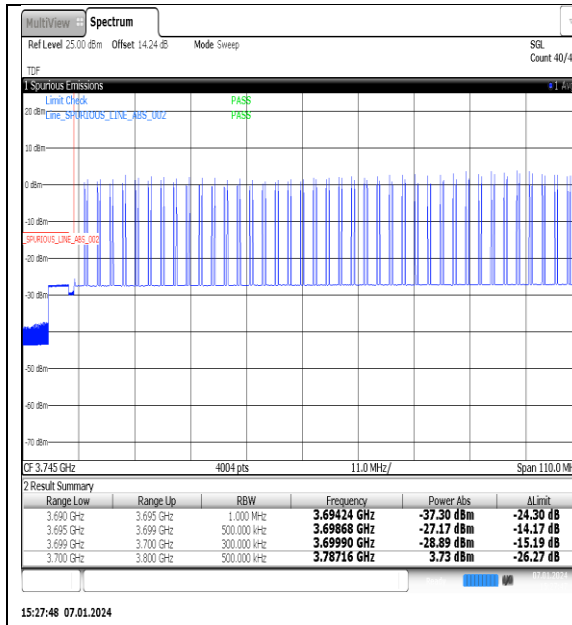 MultiView Spectrum
Ref Level 25.00 dBm Offset 14.24 dB Mode Sweep SGL
Count 40/4
TDF
1 Spurious Emissions 1 Av
Limit Check PASS
Line_SPURIOUS_LINE_ABS_002 PASS
20 dBm
10 dBm
0 dBm
-10 dBm
_SPURIOUS_LINE_ABS_002
-20 dBm
-30 dBm
-50 dBm
-60 dBm
-70 dBm
CF 3.745 GHz 4004 pts 11.0 MHz/ Span 110.0 MH
2 Result Summary
Range Low Range Up RBW Frequency Power Abs ΔLimit
3.690 GHz 3.695 GHz 1.000 MHz 3.69424 GHz -37.30 dBm -24.30 dB
3.695 GHz 3.699 GHz 500.000 kHz 3.69868 GHz -27.17 dBm -14.17 dB
3.699 GHz 3.700 GHz 300.000 kHz 3.69990 GHz -28.89 dBm -15.19 dB
3.700 GHz 3.800 GHz 500.000 kHz 3.78716 GHz 3.73 dBm -26.27 dB
15:27:48 07.01.2024